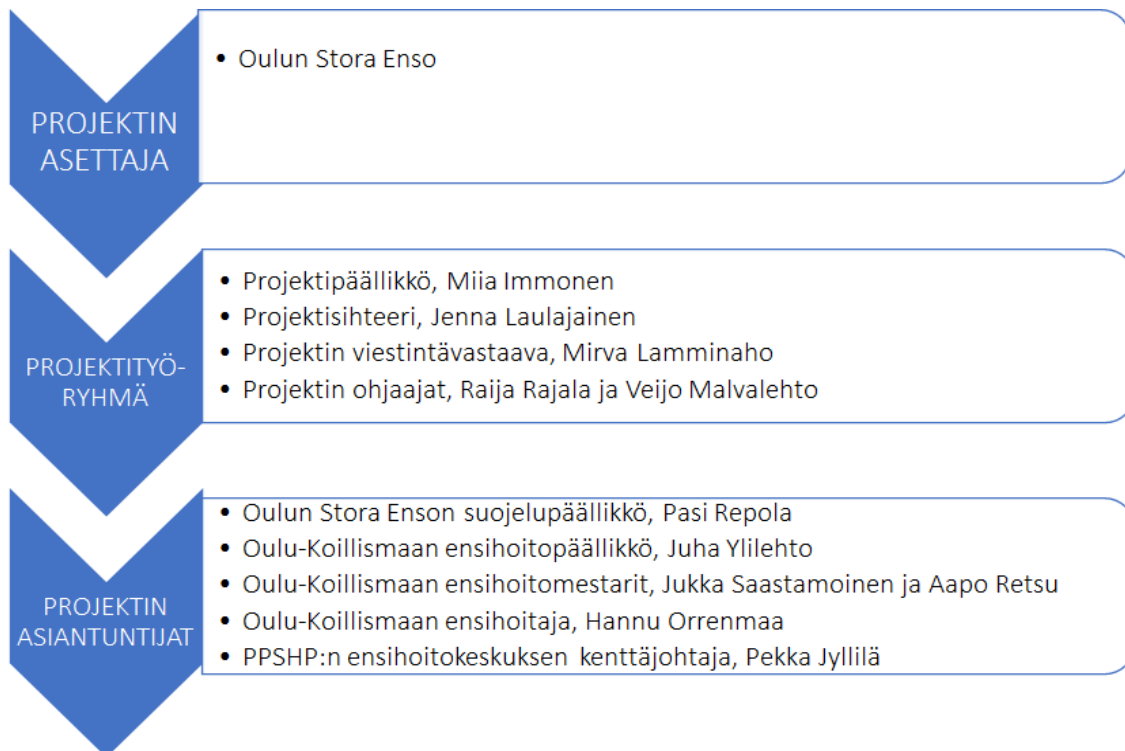 PROJEKTIN
ASETTAJA
• Oulun Stora Enso
PROJEKTITYÖ-
RYHMÄ
• Projektipäällikkö, Miia Immonen
• Projektisihteeri, Jenna Laulajainen
• Projektin viestintävastaava, Mirva Lamminaho
• Projektin ohjaajat, Raija Rajala ja Veijo Malvalehto
PROJEKTIN
ASIANTUNTIJAT
• Oulun Stora Enson suojelupäällikkö, Pasi Repola
• Oulu-Koillismaan ensihoitopäällikkö, Juha Ylilehto
• Oulu-Koillismaan ensihoitomestarit, Jukka Saastamoinen ja Aapo Retsu
• Oulu-Koillismaan ensihoitaja, Hannu Orrenmaa
• PPSHP:n ensihoitokeskuksen kenttäjohtaja, Pekka Jyllilä